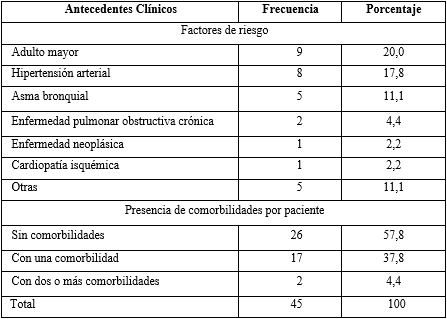 Antecedentes Clínicos Frecuencia Porcentaje
Factores de riesgo
Adulto mayor 9 20,0
Hipertensión arterial 8 17,8
Asma bronquial 5 11,1
Enfermedad pulmonar obstructiva crónica 2 4,4
Enfermedad neoplásica 1 2,2
Cardiopatía isquémica 1 2,2
Otras 5 11,1
Presencia de comorbilidades por paciente
Sin comorbilidades 26 57,8
Con una comorbilidad 17 37,8
Con dos o más comorbilidades 2 4,4
Total 45 100